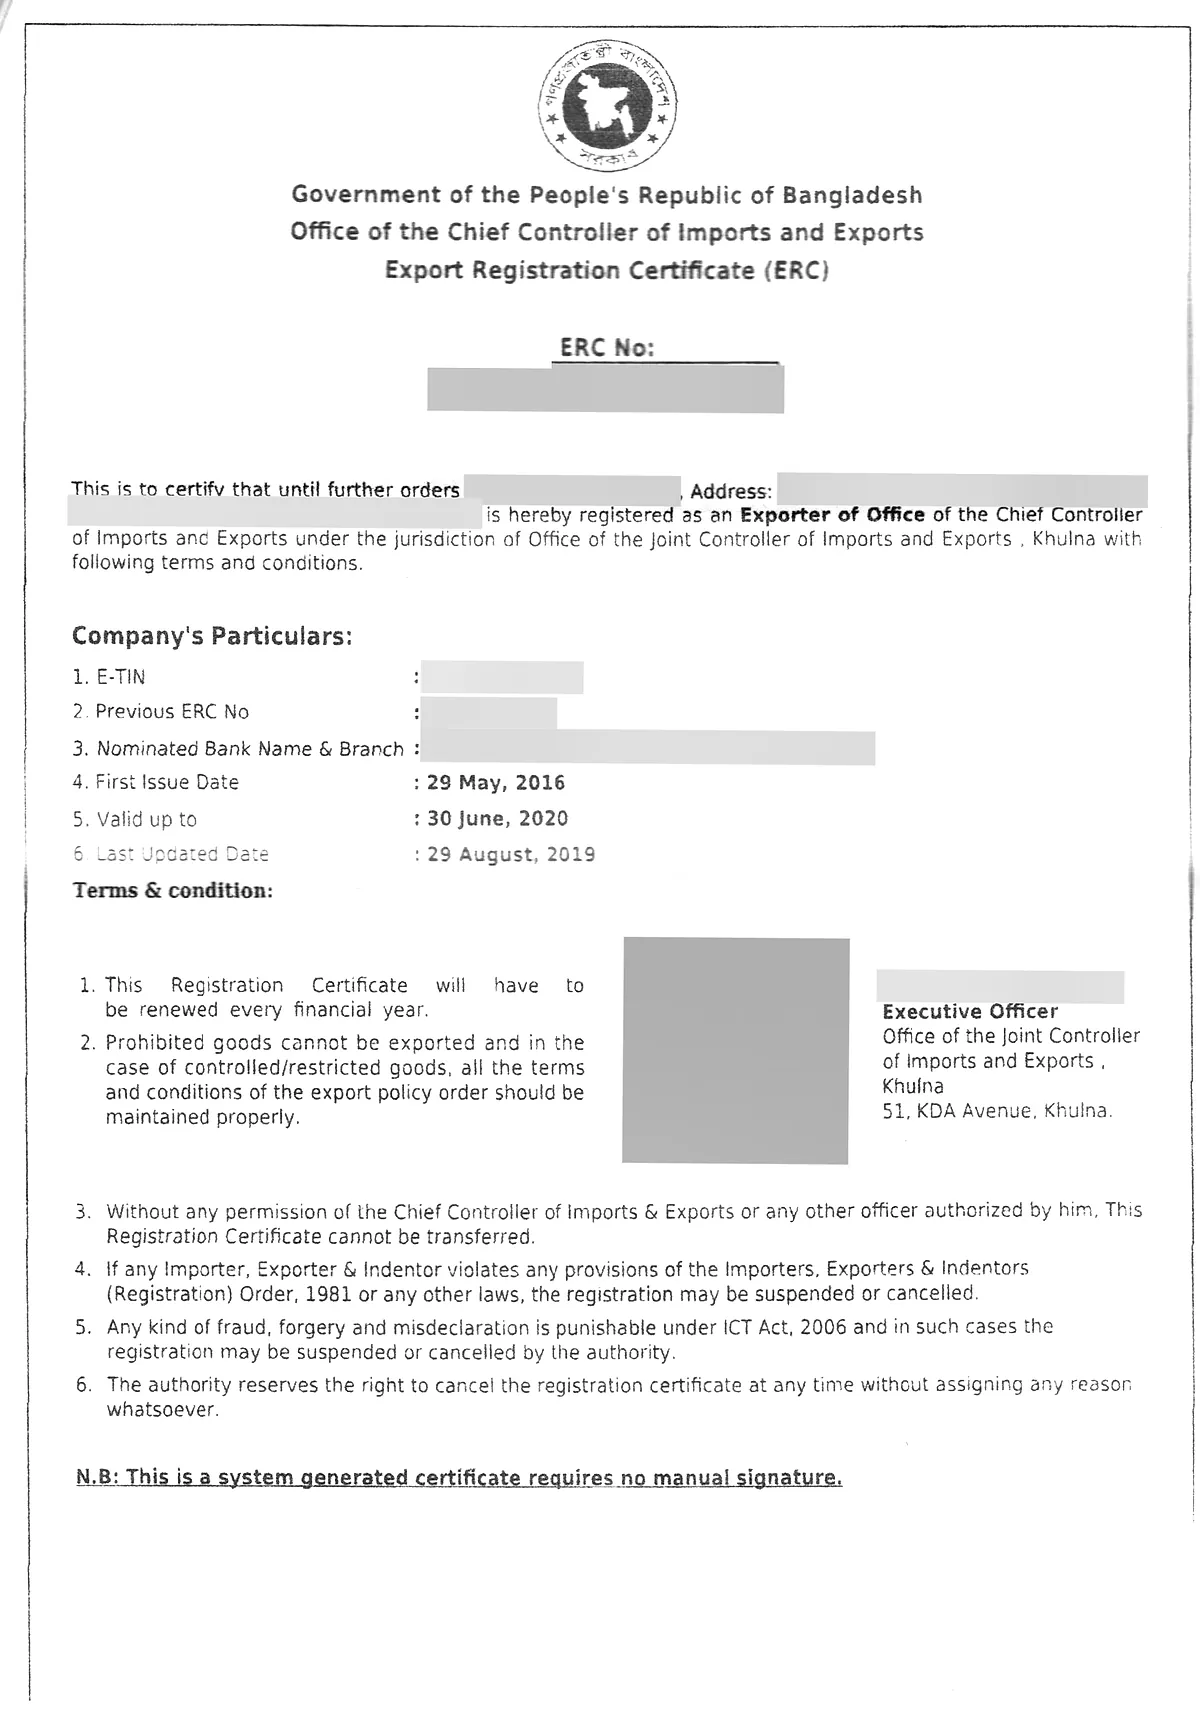 গণপ্রজাতন্ত্রী বাংলাদেশ
সরকার
Government of the People's Republic of Bangladesh
Office of the Chief Controller of Imports and Exports
Export Registration Certificate (ERC)
ERC No:
This is to certify that until further orders , Address:
is hereby registered as an Exporter of Office of the Chief Controller
of Imports and Exports under the jurisdiction of Office of the Joint Controller of Imports and Exports , Khulna with
following terms and conditions.
Company's Particulars:
1. E-TIN :
2. Previous ERC No :
3. Nominated Bank Name & Branch :
4. First Issue Date : 29 May, 2016
5. Valid up to : 30 June, 2020
6. Last Updated Date : 29 August, 2019
Terms & condition:
1. This Registration Certificate will have to
be renewed every financial year.
2. Prohibited goods cannot be exported and in the
case of controlled/restricted goods, all the terms
and conditions of the export policy order should be
maintained properly.
Executive Officer
Office of the Joint Controller
of Imports and Exports ,
Khulna
51, KDA Avenue, Khulna.
3. Without any permission of the Chief Controller of Imports & Exports or any other officer authorized by him, This
Registration Certificate cannot be transferred.
4. If any Importer, Exporter & Indentor violates any provisions of the Importers, Exporters & Indentors
(Registration) Order, 1981 or any other laws, the registration may be suspended or cancelled.
5. Any kind of fraud, forgery and misdeclaration is punishable under ICT Act, 2006 and in such cases the
registration may be suspended or cancelled by the authority.
6. The authority reserves the right to cancel the registration certificate at any time without assigning any reason
whatsoever.
N.B: This is a system generated certificate requires no manual signature.